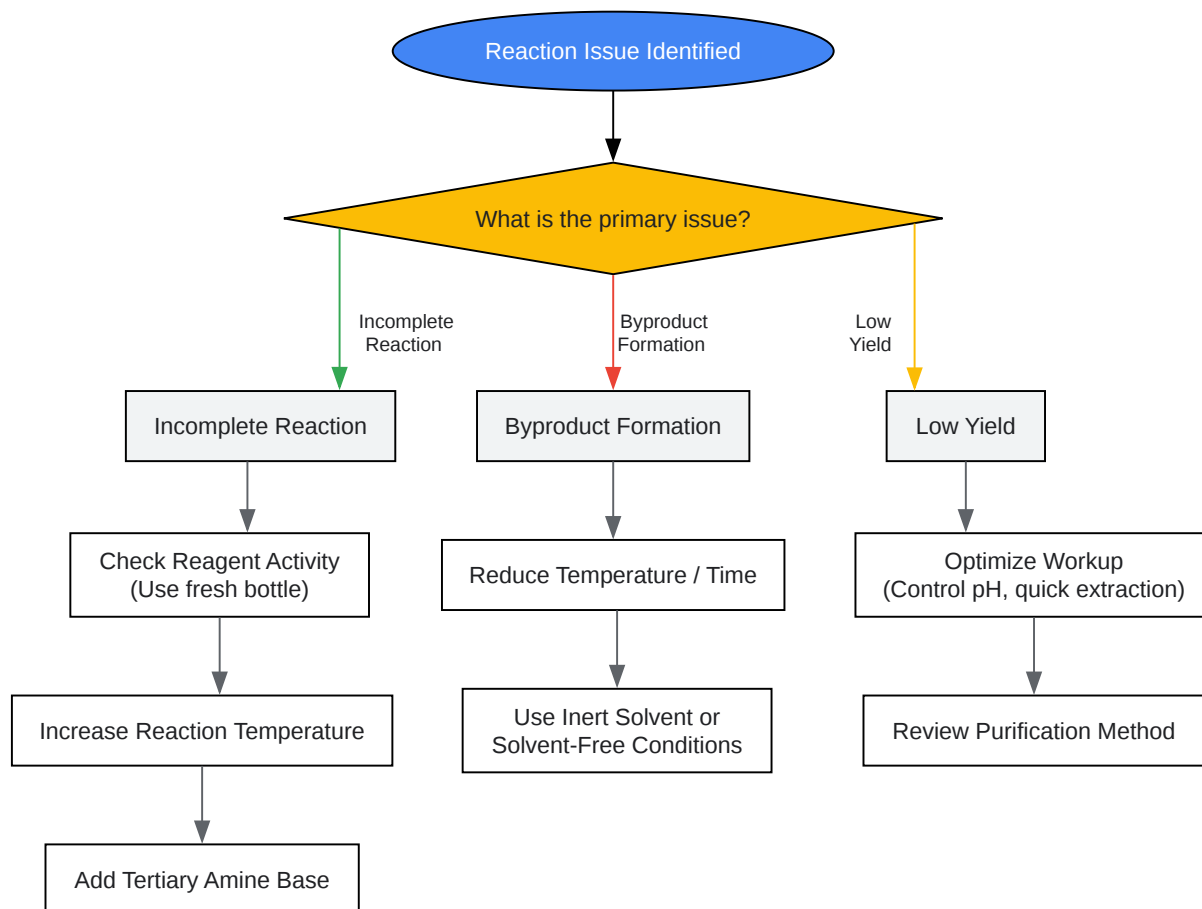 Reaction Issue Identified
What is the primary issue?
Incomplete
Reaction
Byproduct
Formation
Low
Yield
Incomplete Reaction
Byproduct Formation
Low Yield
Check Reagent Activity
(Use fresh bottle)
Reduce Temperature / Time
Optimize Workup
(Control pH, quick extraction)
Increase Reaction Temperature
Use Inert Solvent or
Solvent-Free Conditions
Review Purification Method
Add Tertiary Amine Base